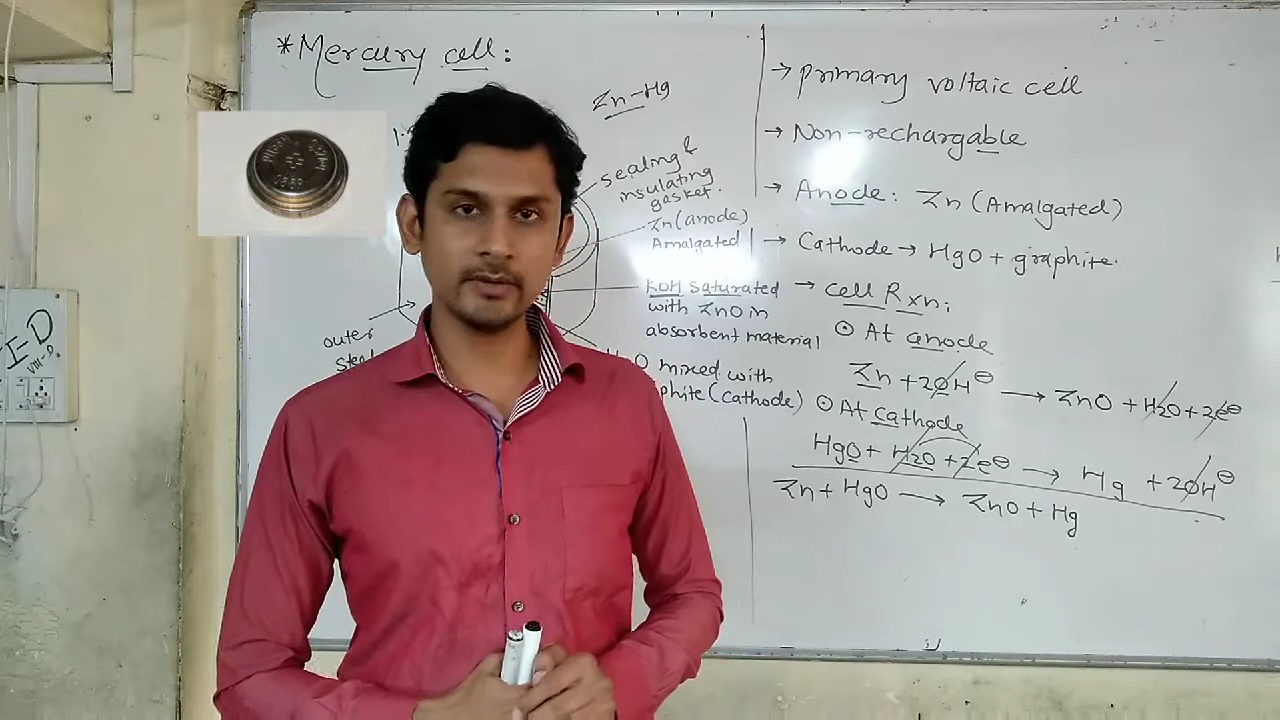 *Mercury cell:
Zn-Hg
sealing &
insulating
gasket.
Zn (anode)
Amalgated
KOH saturated
with ZnO in
absorbent material
mixed with
(cathode)
outer
→ Primary voltaic cell
→ Non-rechargable
→ Anode: Zn (Amalgated)
→ Cathode → HgO + graphite.
→ cell Rxn;
⊙ At anode
Zn + 2OH⊖ → ZnO + H2O + 2e⊖
⊙ At cathode
HgO + H2O + 2e⊖ → Hg + 2OH⊖
Zn + HgO → ZnO + Hg
I-D
VIII-D.